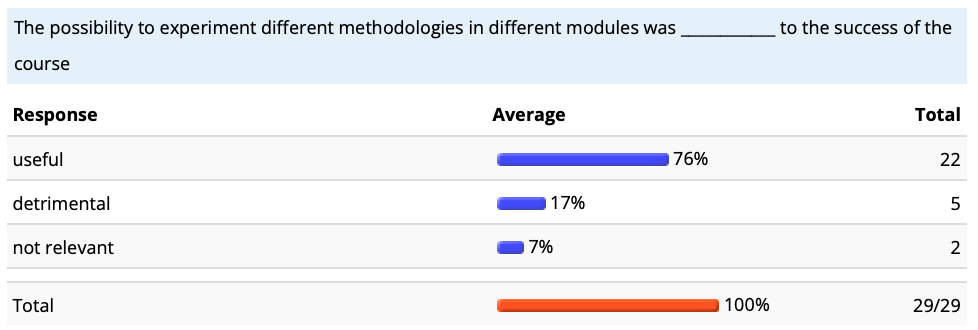 The possibility to experiment different methodologies in different modules was ___________ to the success of the
course
Response Average Total
useful 76% 22
detrimental 17% 5
not relevant 7% 2
Total 100% 29/29